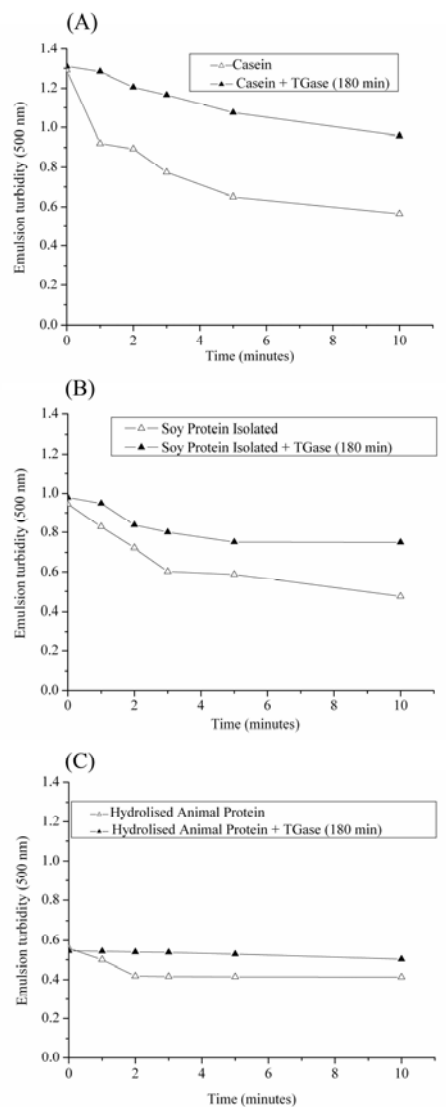 (A)
Casein
Casein + TGase (180 min)
Emulsion turbidity (500 nm)
1.4
1.2
1.0
0.8
0.6
0.4
0.2
0.0
0 2 4 6 8 10
Time (minutes)
(B)
Soy Protein Isolated
Soy Protein Isolated + TGase (180 min)
Emulsion turbidity (500 nm)
1.4
1.2
1.0
0.8
0.6
0.4
0.2
0.0
0 2 4 6 8 10
Time (minutes)
(C)
Hydrolised Animal Protein
Hydrolised Animal Protein + TGase (180 min)
Emulsion turbidity (500 nm)
1.4
1.2
1.0
0.8
0.6
0.4
0.2
0.0
0 2 4 6 8 10
Time (minutes)